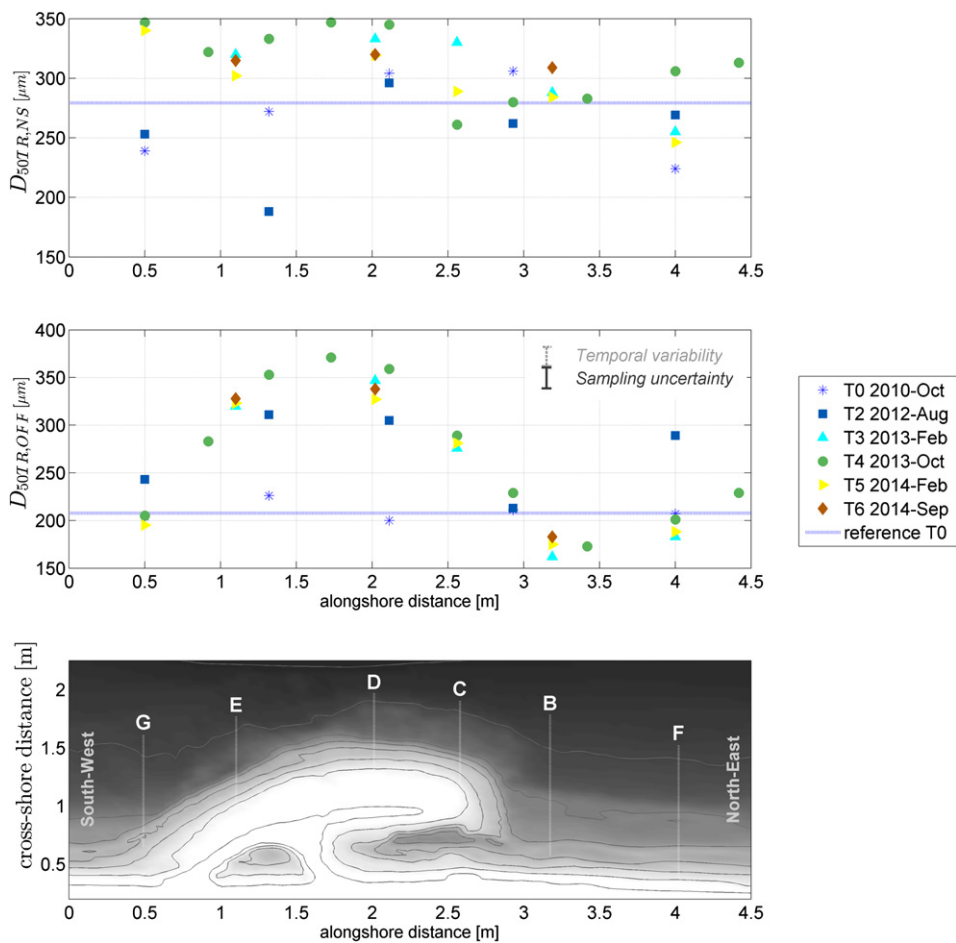 D50TR,NS [μm]
350
300
250
200
150
0 0.5 1 1.5 2 2.5 3 3.5 4 4.5
D50TR,OFF [μm]
400
350
300
250
200
150
Temporal variability
Sampling uncertainty
0 0.5 1 1.5 2 2.5 3 3.5 4 4.5
alongshore distance [m]
T0 2010-Oct
T2 2012-Aug
T3 2013-Feb
T4 2013-Oct
T5 2014-Feb
T6 2014-Sep
reference T0
cross-shore distance [m]
2
1.5
1
0.5
South-West
G
E
D
C
B
F
North-East
0 0.5 1 1.5 2 2.5 3 3.5 4 4.5
alongshore distance [m]